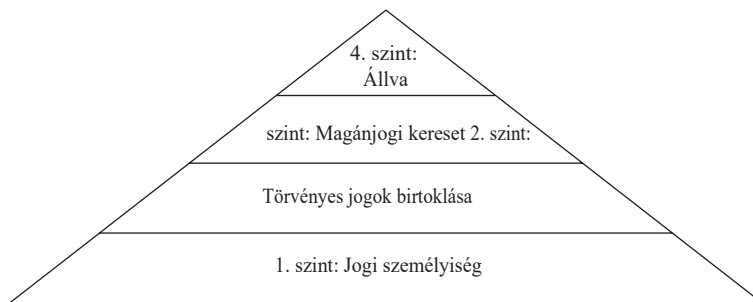 4. szint:
Állva
szint: Magánjogi kereset 2. szint:
Törvényes jogok birtoklása
1. szint: Jogi személyiség